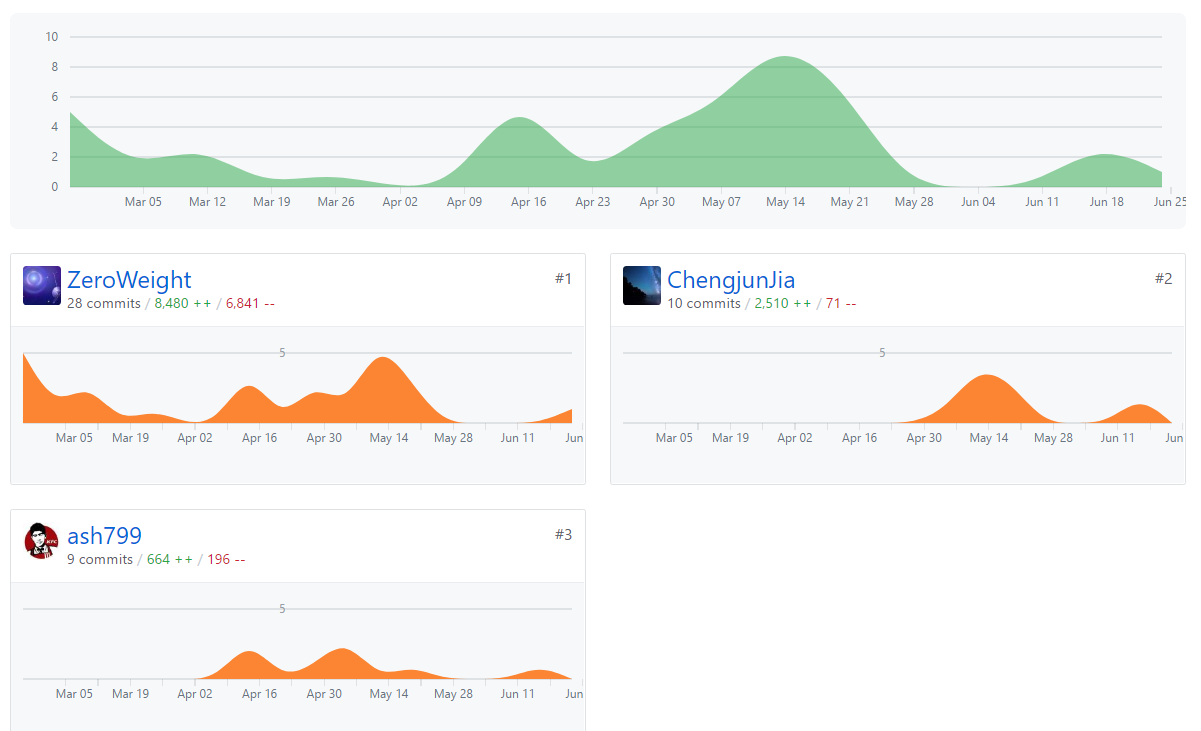 10
8
6
4
2
0
Mar 05 Mar 12 Mar 19 Mar 26 Apr 02 Apr 09 Apr 16 Apr 23 Apr 30 May 07 May 14 May 21 May 28 Jun 04 Jun 11 Jun 18 Jun 25
ZeroWeight #1
28 commits / 8,480 ++ / 6,841 --
5
Mar 05 Mar 19 Apr 02 Apr 16 Apr 30 May 14 May 28 Jun 11 Jun
ChengjunJia #2
10 commits / 2,510 ++ / 71 --
5
Mar 05 Mar 19 Apr 02 Apr 16 Apr 30 May 14 May 28 Jun 11 Jun
ash799 #3
9 commits / 664 ++ / 196 --
KFC
5
Mar 05 Mar 19 Apr 02 Apr 16 Apr 30 May 14 May 28 Jun 11 Jun